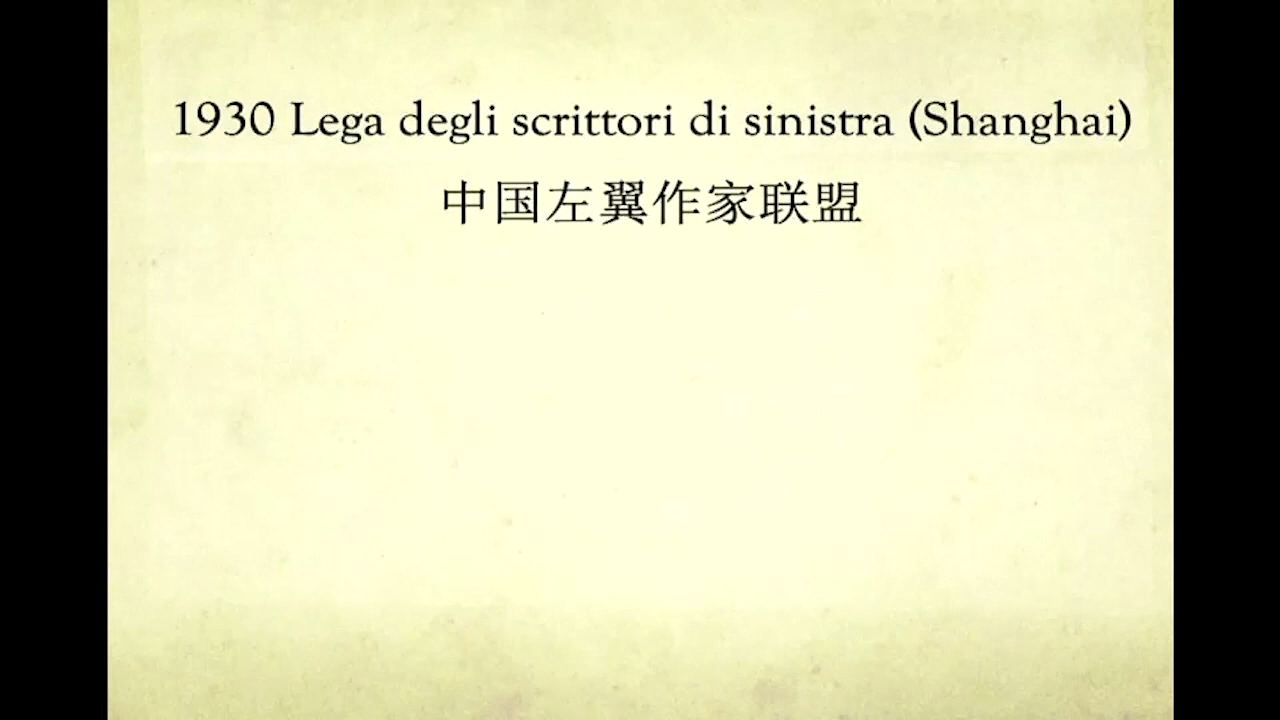 1930 Lega degli scrittori di sinistra (Shanghai)
中国左翼作家联盟